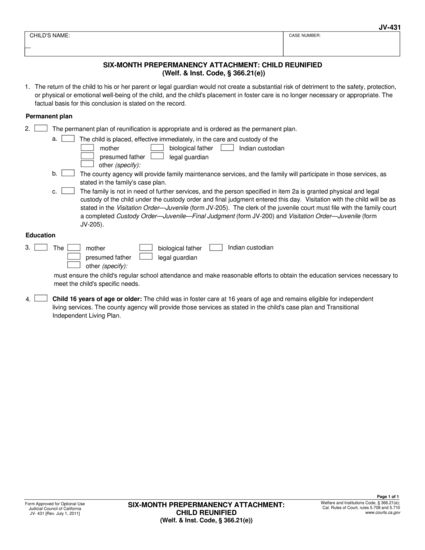 JV-431
CHILD'S NAME:
CASE NUMBER:
SIX-MONTH PREPERMANENCY ATTACHMENT: CHILD REUNIFIED
(Welf. & Inst. Code, § 366.21(e))
1. The return of the child to his or her parent or legal guardian would not create a substantial risk of detriment to the safety, protection,
or physical or emotional well-being of the child, and the child's placement in foster care is no longer necessary or appropriate. The
factual basis for this conclusion is stated on the record.
Permanent plan
2. The permanent plan of reunification is appropriate and is ordered as the permanent plan.
a. The child is placed, effective immediately, in the care and custody of the
mother biological father Indian custodian
presumed father legal guardian
other (specify):
b. The county agency will provide family maintenance services, and the family will participate in those services, as
stated in the family's case plan.
c. The family is not in need of further services, and the person specified in item 2a is granted physical and legal
custody of the child under the custody order and final judgment entered this day. Visitation with the child will be as
stated in the Visitation Order—Juvenile (form JV-205). The clerk of the juvenile court must file with the family court
a completed Custody Order—Juvenile—Final Judgment (form JV-200) and Visitation Order—Juvenile (form
JV-205).
Education
3. The mother biological father Indian custodian
presumed father legal guardian
other (specify):
must ensure the child's regular school attendance and make reasonable efforts to obtain the education services necessary to
meet the child's specific needs.
4. Child 16 years of age or older: The child was in foster care at 16 years of age and remains eligible for independent
living services. The county agency will provide those services as stated in the child's case plan and Transitional
Independent Living Plan.
Page 1 of 1
Form Approved for Optional Use
Judicial Council of California
JV- 431 [Rev. July 1, 2011]
SIX-MONTH PREPERMANENCY ATTACHMENT:
CHILD REUNIFIED
(Welf. & Inst. Code, § 366.21(e))
Welfare and Institutions Code, § 366.21(e);
Cal. Rules of Court, rules 5.708 and 5.710
www.courts.ca.gov